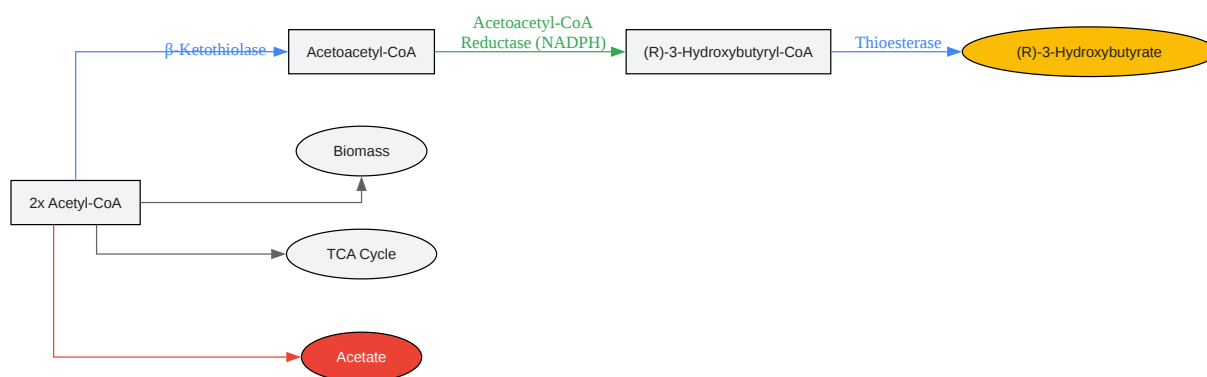 Acetoacetyl-CoA
Reductase (NADPH)
β-Ketothiolase
Acetoacetyl-CoA
(R)-3-Hydroxybutyryl-CoA
Thioesterase
(R)-3-Hydroxybutyrate
Biomass
2x Acetyl-CoA
TCA Cycle
Acetate